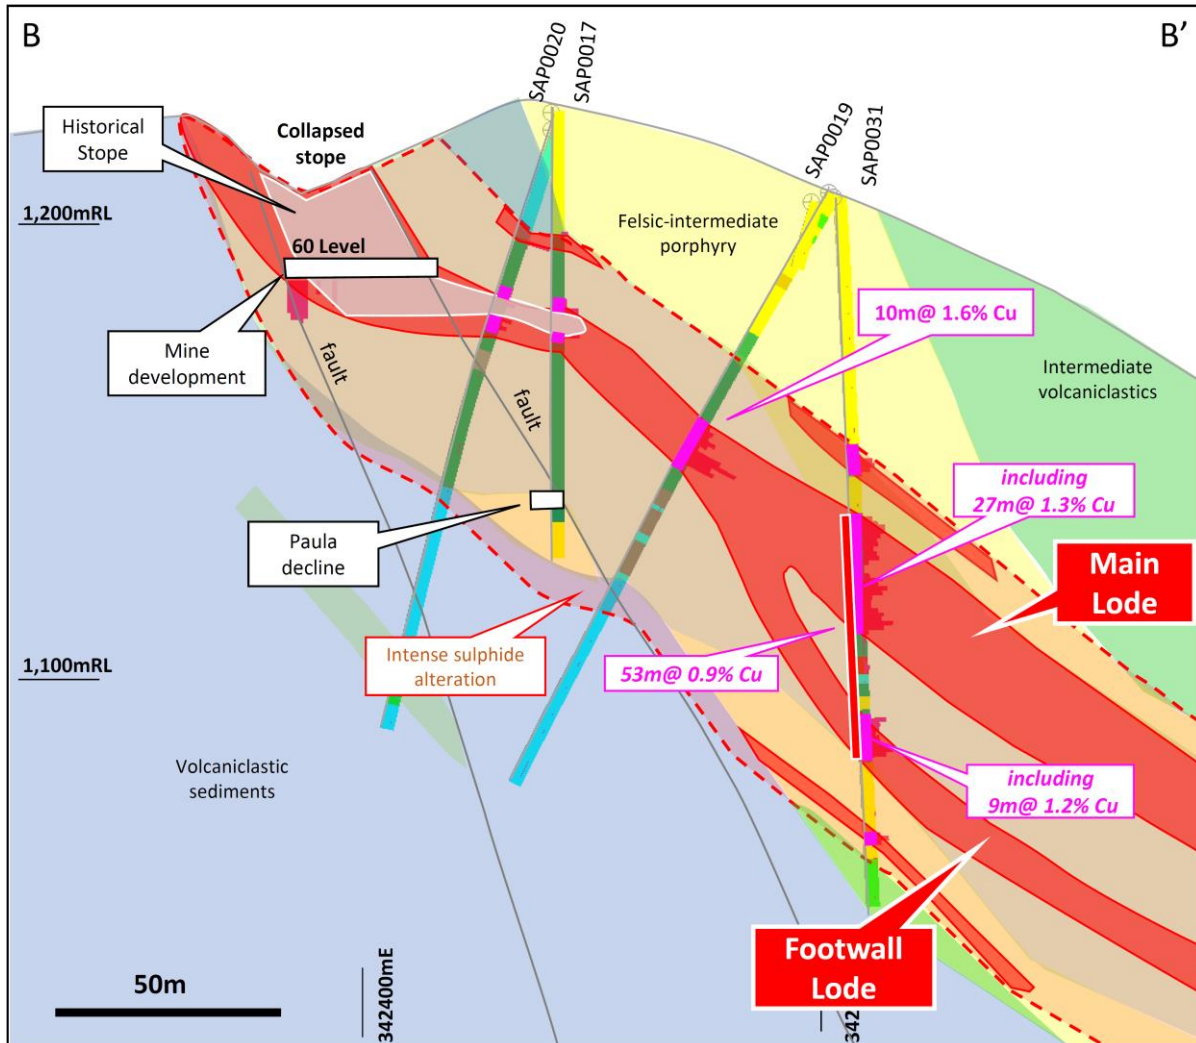 B
B’
SAP0020
SAP0017
SAP0019
SAP0031
Historical
Stope
Collapsed
stope
1,200mRL
60 Level
Felsic-intermediate
porphyry
10m@ 1.6% Cu
Mine
development
fault
fault
Intermediate
volcaniclastics
including
27m@ 1.3% Cu
Paula
decline
Main
Lode
Intense sulphide
alteration
53m@ 0.9% Cu
1,100mRL
Volcaniclastic
sediments
including
9m@ 1.2% Cu
Footwall
Lode
50m
342400mE
342